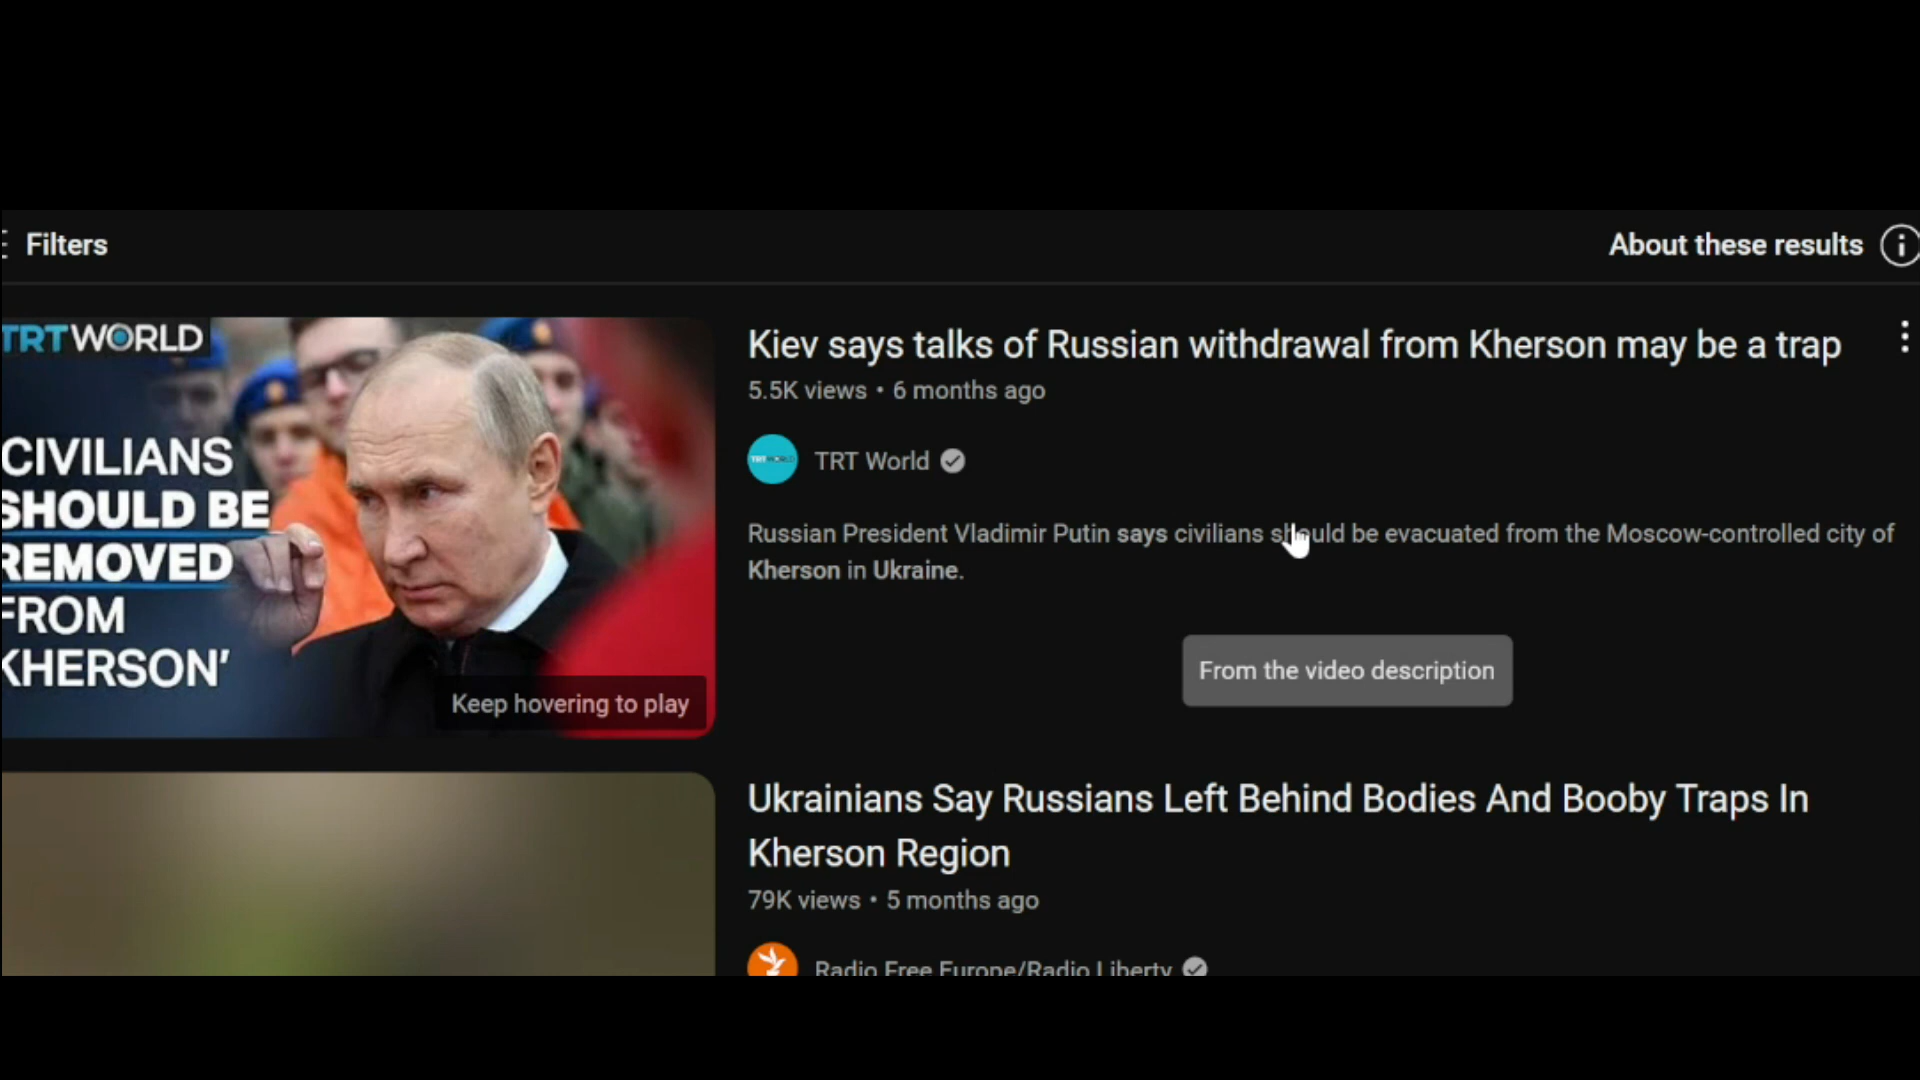 Filters
About these results
TRT WORLD
CIVILIANS
SHOULD BE
REMOVED
FROM
KHERSON'
Keep hovering to play
Kiev says talks of Russian withdrawal from Kherson may be a trap
5.5K views • 6 months ago
TRT World
Russian President Vladimir Putin says civilians should be evacuated from the Moscow-controlled city of
Kherson in Ukraine.
From the video description
Ukrainians Say Russians Left Behind Bodies And Booby Traps In
Kherson Region
79K views • 5 months ago
Radio Free Europe/Radio Liberty